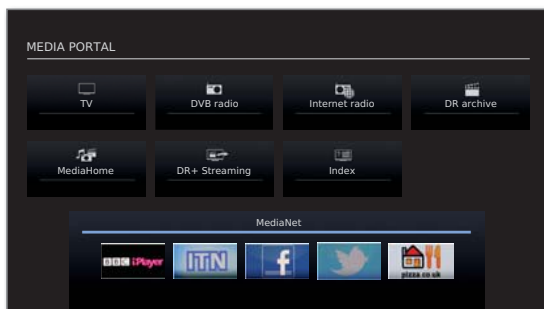 MEDIA PORTAL
TV
DVB radio
Internet radio
DR archive
MediaHome
DR+ Streaming
Index
MediaNet
BBC iPlayer
ITN
f
pizza.co.uk